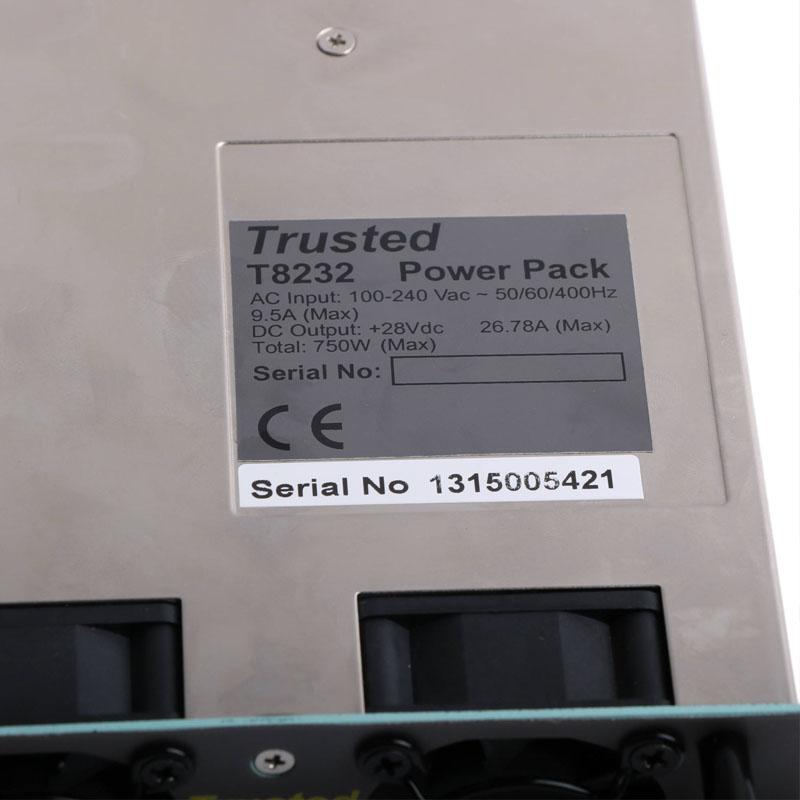 Trusted
T8232 Power Pack
AC Input: 100-240 Vac ~ 50/60/400Hz
9.5A (Max)
DC Output: +28Vdc 26.78A (Max)
Total: 750W (Max)
Serial No:
CE
Serial No 1315005421
Trusted